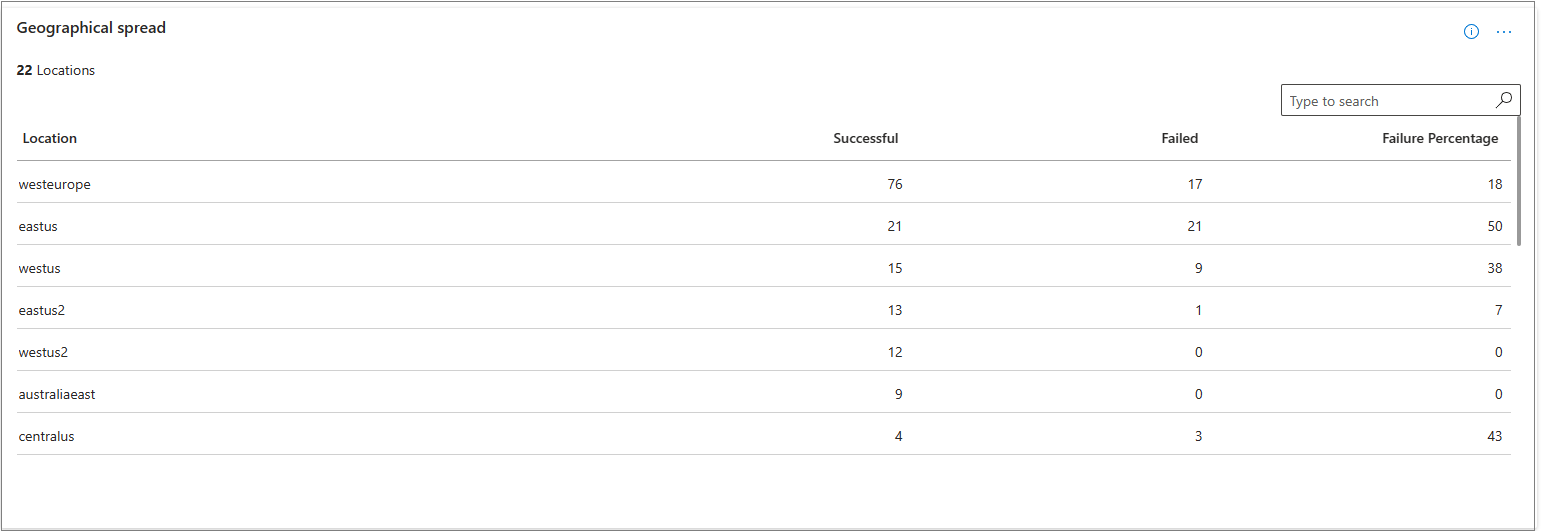 Geographical spread
22 Locations
Type to search
Location Successful Failed Failure Percentage
westeurope 76 17 18
eastus 21 21 50
westus 15 9 38
eastus2 13 1 7
westus2 12 0 0
australiaeast 9 0 0
centralus 4 3 43